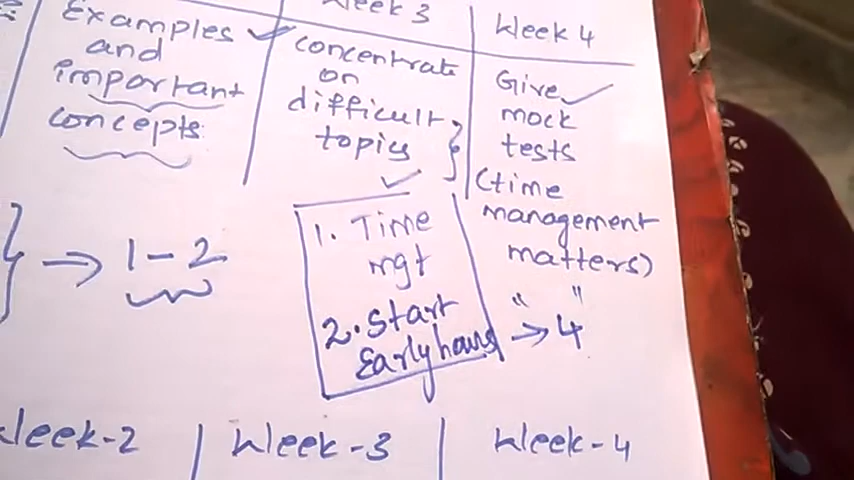 Examples
and
important
concepts
Week 3
concentrate
on
difficult
topics
Week 4
Give
mock
tests
(time
management
matters)
→ 1-2
1. Time
mgt
2. Start
Early hours → "4"
Week-2
Week-3
Week-4